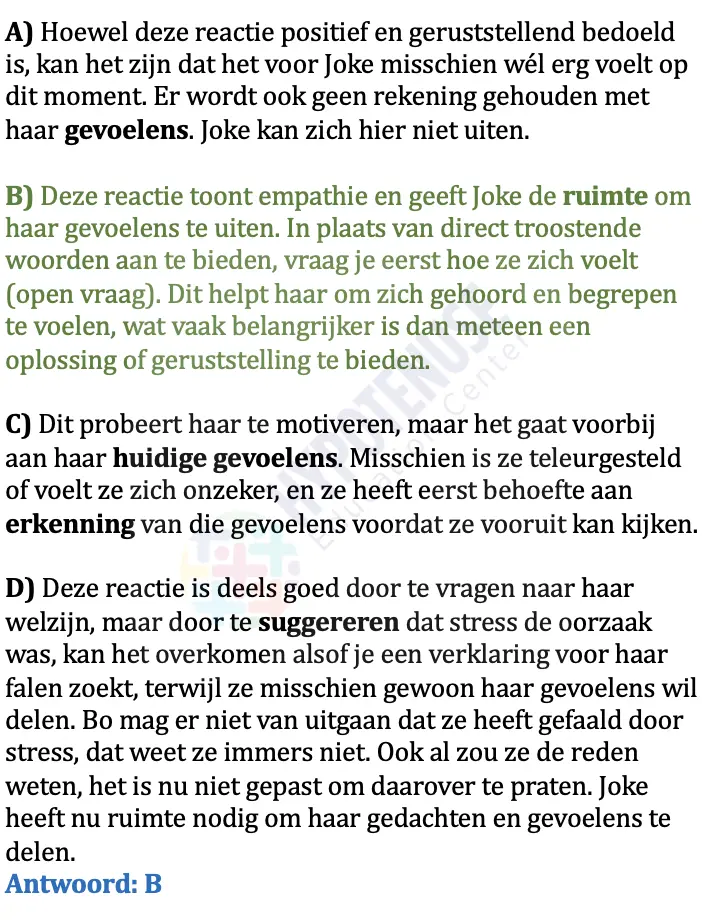 A) Hoewel deze reactie positief en geruststellend bedoeld
is, kan het zijn dat het voor Joke misschien wél erg voelt op
dit moment. Er wordt ook geen rekening gehouden met
haar gevoelens. Joke kan zich hier niet uiten.
B) Deze reactie toont empathie en geeft Joke de ruimte om
haar gevoelens te uiten. In plaats van direct troostende
woorden aan te bieden, vraag je eerst hoe ze zich voelt
(open vraag). Dit helpt haar om zich gehoord en begrepen
te voelen, wat vaak belangrijker is dan meteen een
oplossing of geruststelling te bieden.
C) Dit probeert haar te motiveren, maar het gaat voorbij
aan haar huidige gevoelens. Misschien is ze teleurgesteld
of voelt ze zich onzeker, en ze heeft eerst behoefte aan
erkenning van die gevoelens voordat ze vooruit kan kijken.
D) Deze reactie is deels goed door te vragen naar haar
welzijn, maar door te suggereren dat stress de oorzaak
was, kan het overkomen alsof je een verklaring voor haar
falen zoekt, terwijl ze misschien gewoon haar gevoelens wil
delen. Bo mag er niet van uitgaan dat ze heeft gefaald door
stress, dat weet ze immers niet. Ook al zou ze de reden
weten, het is nu niet gepast om daarover te praten. Joke
heeft nu ruimte nodig om haar gedachten en gevoelens te
delen.
Antwoord: B
HYPOTENUSE
Education Center